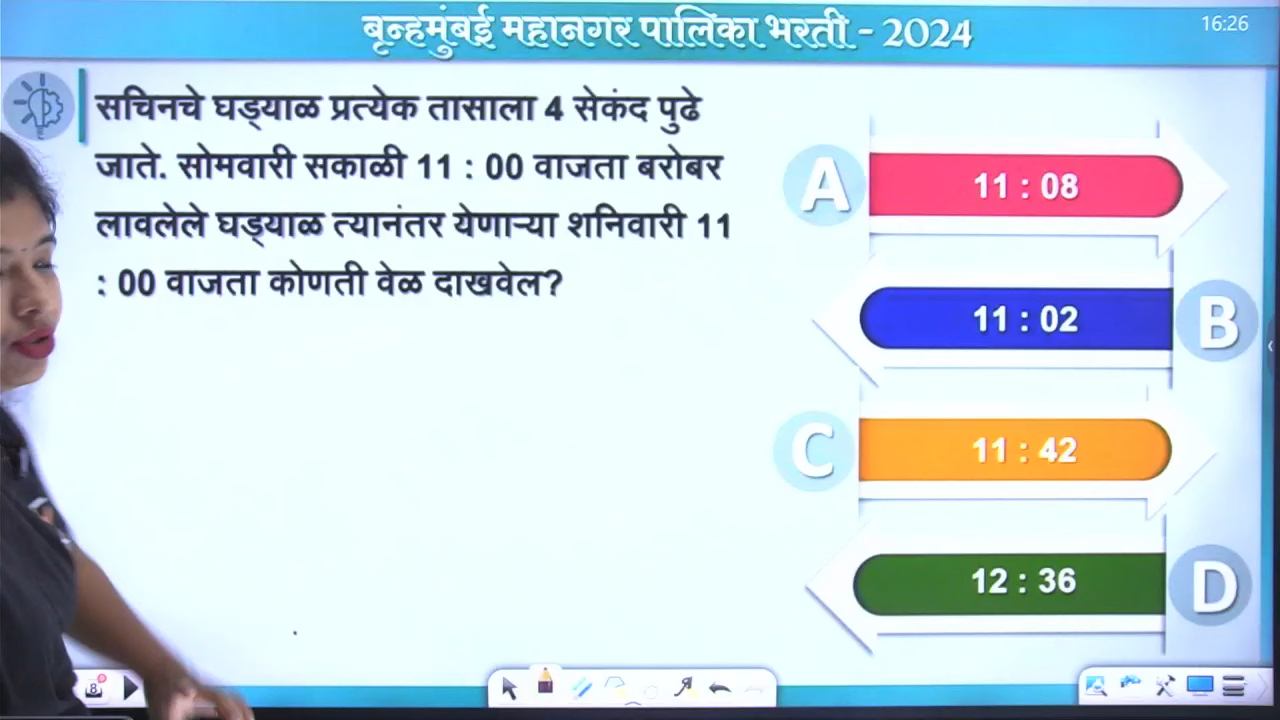 बृन्हमुंबई महानगर पालिका भरती - 2024
16:26
सचिनचे घड्याळ प्रत्येक तासाला 4 सेकंद पुढे
जाते. सोमवारी सकाळी 11 : 00 वाजता बरोबर
लावलेले घड्याळ त्यानंतर येणाऱ्या शनिवारी 11
: 00 वाजता कोणती वेळ दाखवेल?
A 11 : 08
11 : 02 B
C 11 : 42
12 : 36 D
8